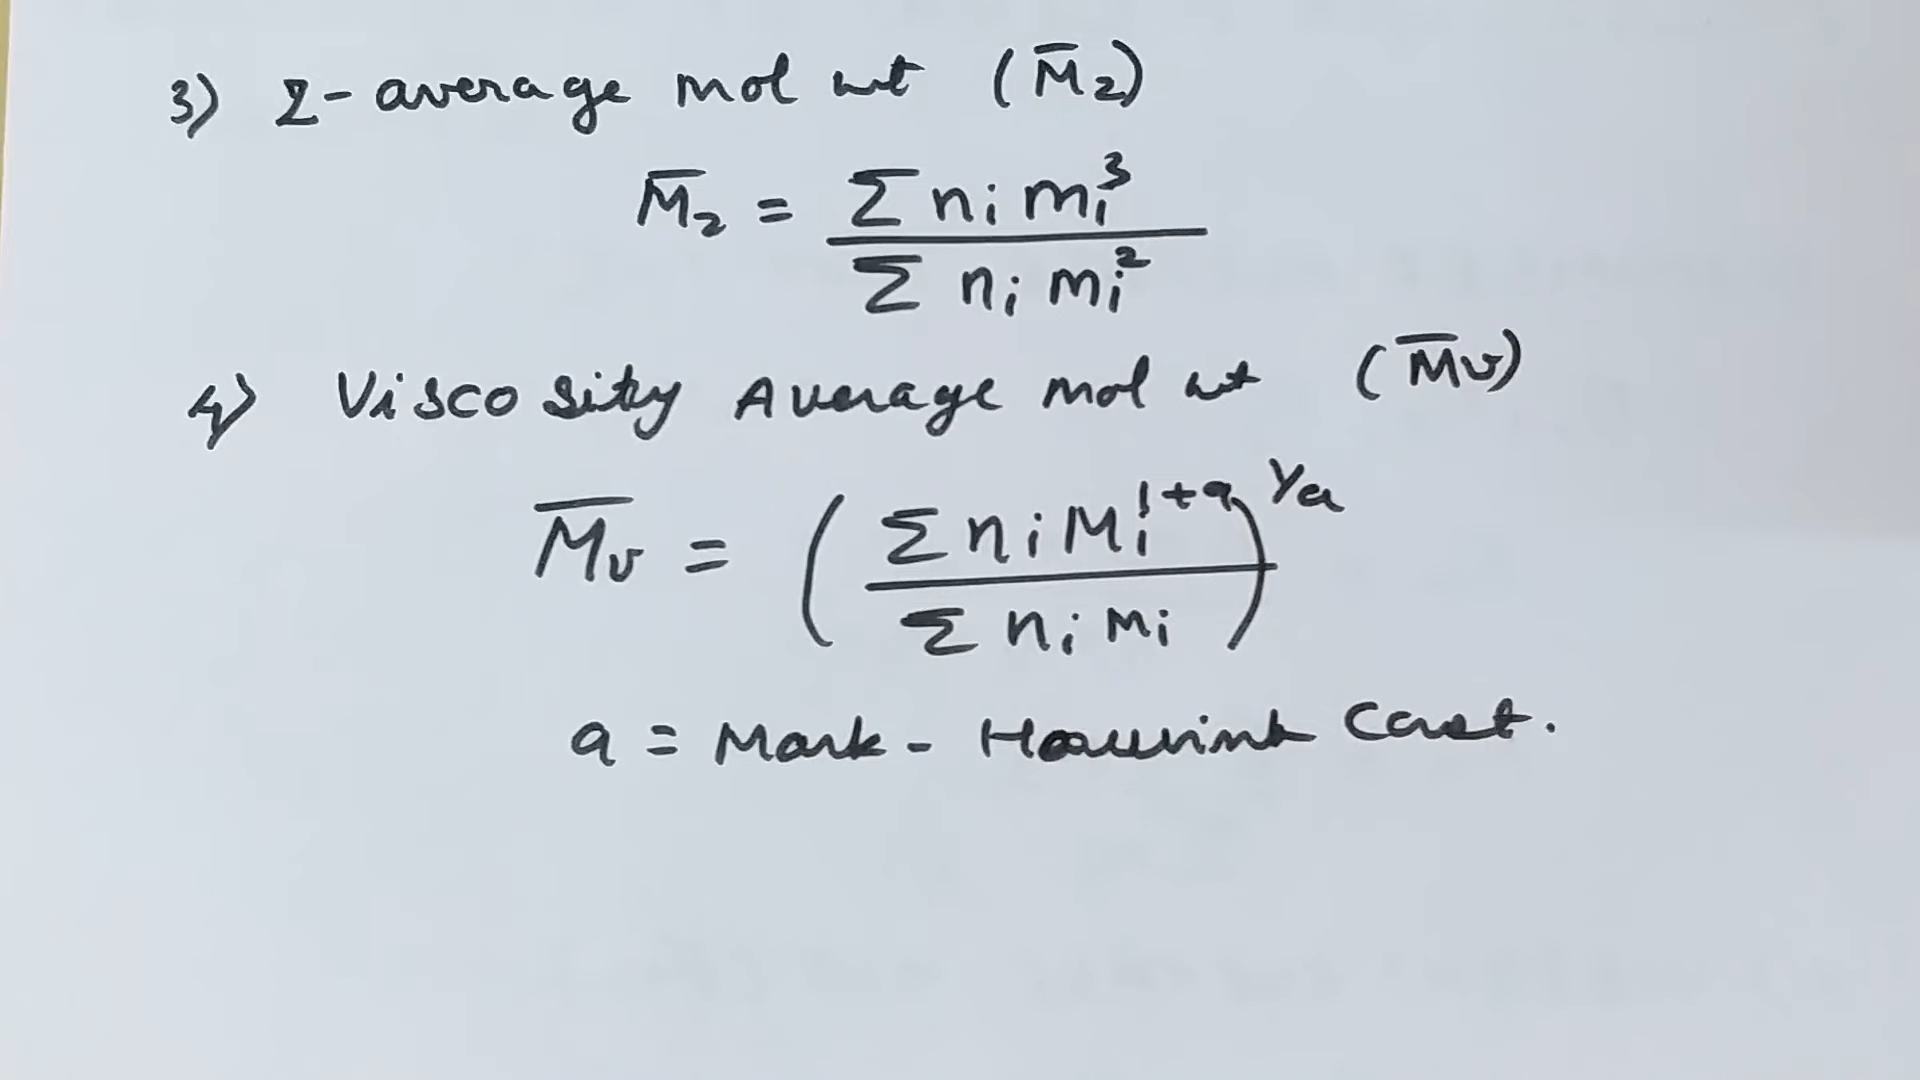 3) Z-average mol wt (M̄z)
M̄z = Σ ni mi³ / Σ ni mi²
4) Viscosity Average mol wt (M̄v)
M̄v = (Σ ni Mi^(1+a) / Σ ni Mi)^(1/a)
a = Mark - Houwink Const.